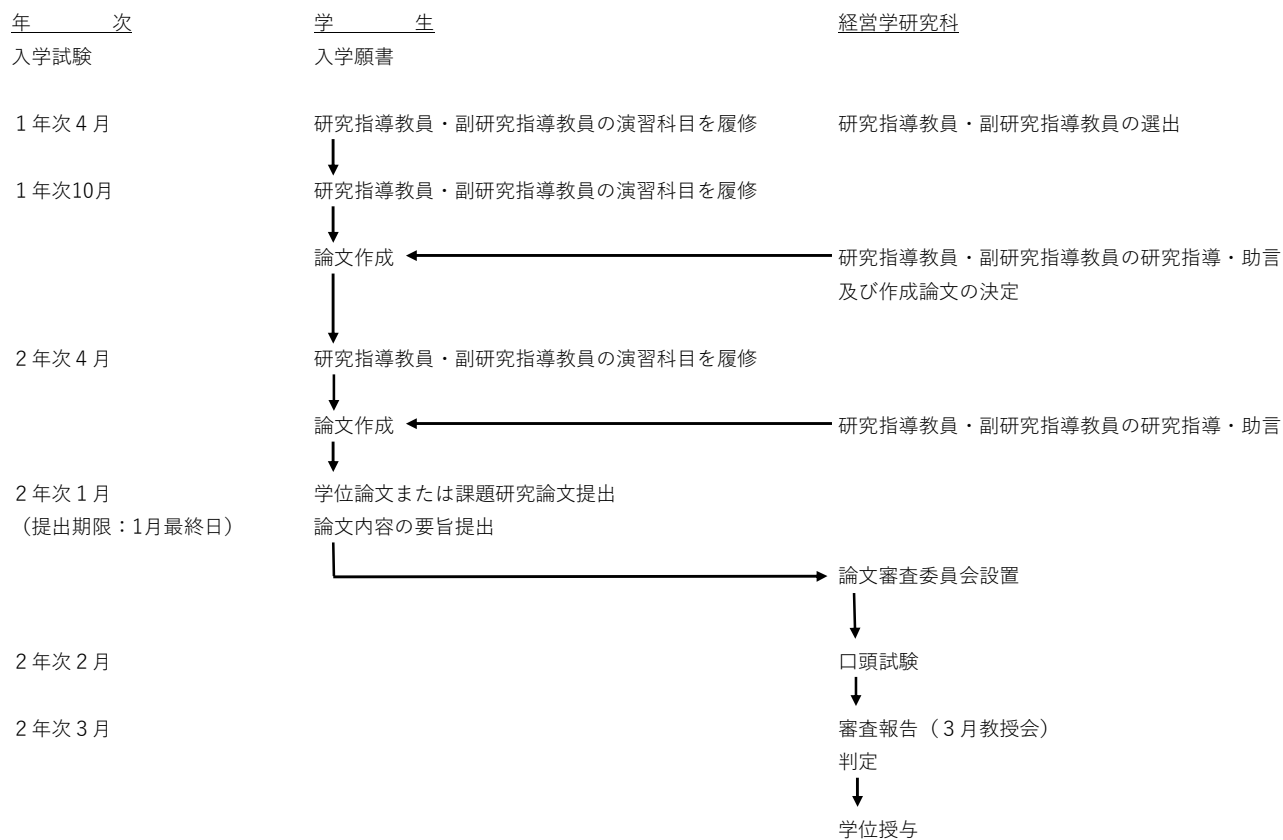 年　　　次　学　　　生　経営学研究科
入学試験　入学願書
１年次４月　研究指導教員・副研究指導教員の演習科目を履修　研究指導教員・副研究指導教員の選出
１年次10月　研究指導教員・副研究指導教員の演習科目を履修
論文作成　研究指導教員・副研究指導教員の研究指導・助言
及び作成論文の決定
２年次４月　研究指導教員・副研究指導教員の演習科目を履修
論文作成　研究指導教員・副研究指導教員の研究指導・助言
２年次１月　学位論文または課題研究論文提出
（提出期限：1月最終日）　論文内容の要旨提出
論文審査委員会設置
２年次２月　口頭試験
２年次３月　審査報告（３月教授会）
判定
学位授与